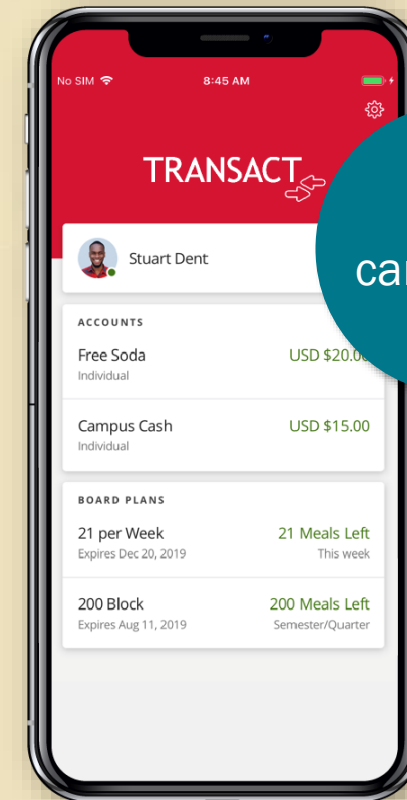 No SIM 8:45 AM
TRANSACT
Stuart Dent
ACCOUNTS
Free Soda USD $20.00
Individual
Campus Cash USD $15.00
Individual
BOARD PLANS
21 per Week 21 Meals Left
Expires Dec 20, 2019 This week
200 Block 200 Meals Left
Expires Aug 11, 2019 Semester/Quarter